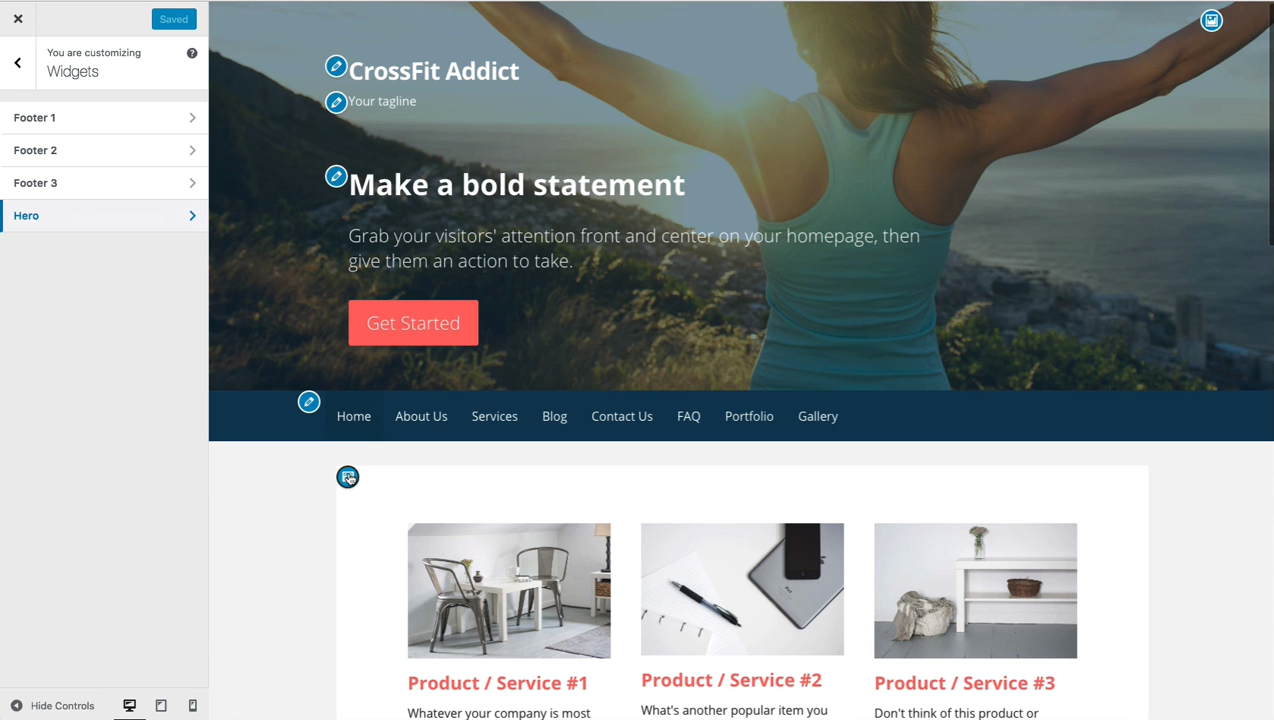 Saved
You are customizing
Widgets
Footer 1
Footer 2
Footer 3
Hero
Hide Controls
CrossFit Addict
Your tagline
Make a bold statement
Grab your visitors' attention front and center on your homepage, then
give them an action to take.
Get Started
Home About Us Services Blog Contact Us FAQ Portfolio Gallery
Product / Service #1
Whatever your company is most
Product / Service #2
What's another popular item you
Product / Service #3
Don't think of this product or